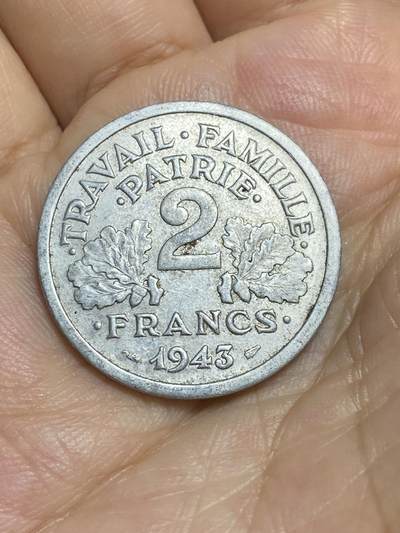 ·TRAVAIL·FAMILLE·
·PATRIE·
2
·FRANCS·
1943